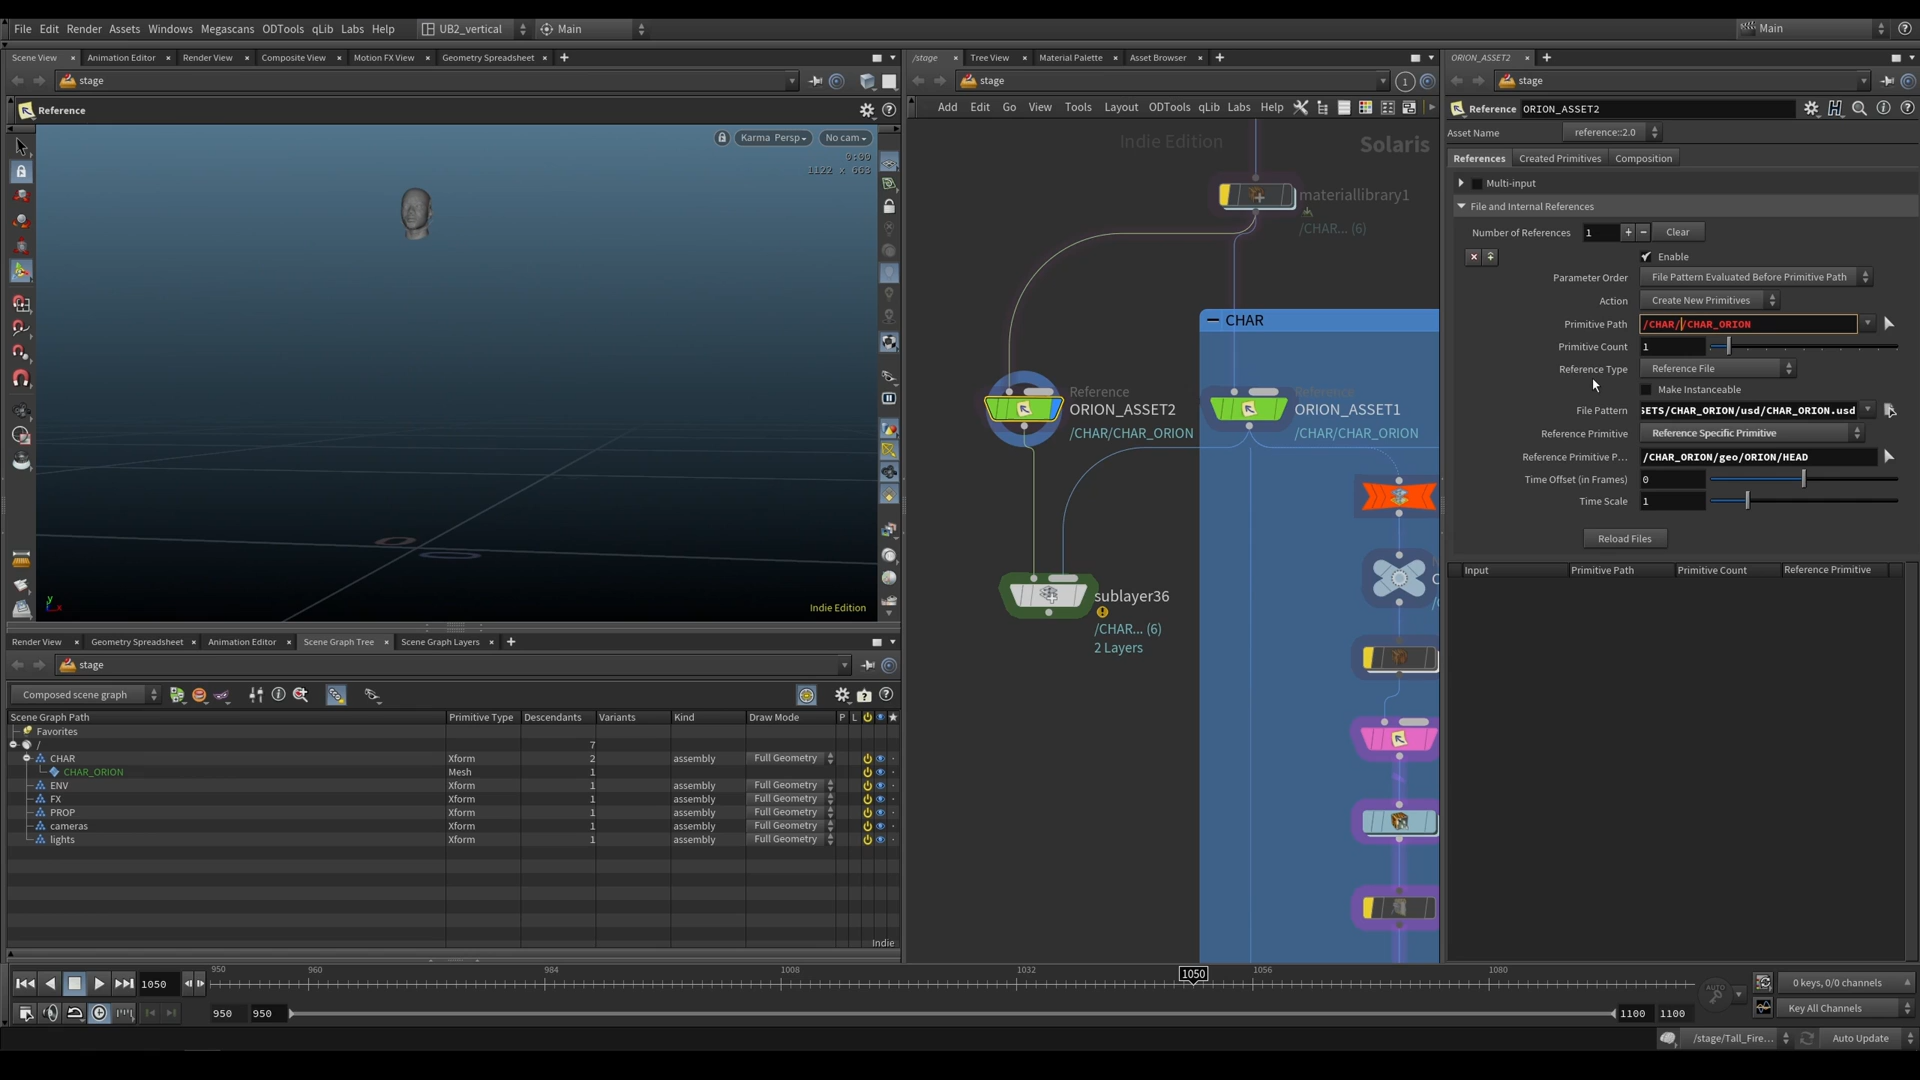 File Edit Render Assets Windows Megascans ODTools qLib Labs Help UB2_vertical Main Main
Scene View Animation Editor Render View Composite View Motion FX View Geometry Spreadsheet
stage
Reference
Karma Persp No cam
0:00
1122 x 663
Indie Edition
y
x
/stage Tree View Material Palette Asset Browser
stage 1
Add Edit Go View Tools Layout ODTools qLib Labs Help
Indie Edition Solaris
materiallibrary1
/CHAR... (6)
CHAR
Reference
ORION_ASSET2
/CHAR/CHAR_ORION
Reference
ORION_ASSET1
/CHAR/CHAR_ORION
sublayer36
/CHAR... (6)
2 Layers
ORION_ASSET2
stage
Reference ORION_ASSET2
Asset Name reference::2.0
References Created Primitives Composition
Multi-input
File and Internal References
Number of References 1 Clear
Enable
Parameter Order File Pattern Evaluated Before Primitive Path
Action Create New Primitives
Primitive Path /CHAR//CHAR_ORION
Primitive Count 1
Reference Type Reference File
Make Instanceable
File Pattern SETS/CHAR_ORION/usd/CHAR_ORION.usd
Reference Primitive Reference Specific Primitive
Reference Primitive P... /CHAR_ORION/geo/ORION/HEAD
Time Offset (in Frames) 0
Time Scale 1
Reload Files
Input Primitive Path Primitive Count Reference Primitive
Render View Geometry Spreadsheet Animation Editor Scene Graph Tree Scene Graph Layers
stage
Composed scene graph
Scene Graph Path Primitive Type Descendants Variants Kind Draw Mode P L
Favorites
/ 7
CHAR Xform 2 assembly Full Geometry
CHAR_ORION Mesh 1
ENV Xform 1 assembly Full Geometry
FX Xform 1 assembly Full Geometry
PROP Xform 1 assembly Full Geometry
cameras Xform 1 assembly Full Geometry
lights Xform 1 assembly Full Geometry
Indie
1050 950 960 984 1008 1032 1050 1056 1080
AUTO
0 keys, 0/0 channels
950 950 1100 1100 Key All Channels
/stage/Tall_Fire... Auto Update